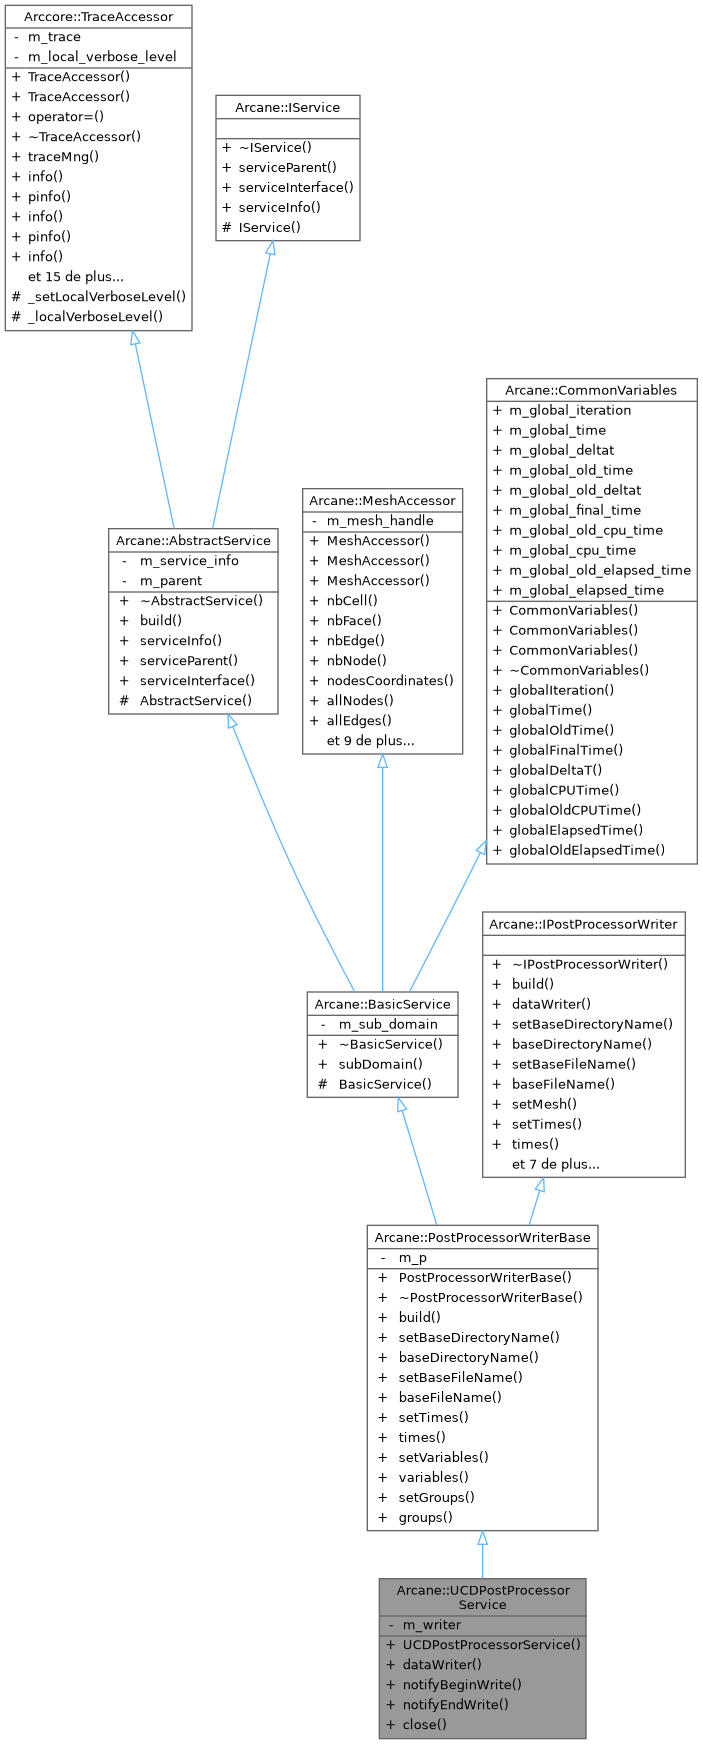 Arccore::TraceAccessor
- m_trace
- m_local_verbose_level
+ TraceAccessor()
+ TraceAccessor()
+ operator=()
+ ~TraceAccessor()
+ traceMng()
+ info()
+ pinfo()
+ info()
+ pinfo()
+ info()
et 15 de plus...
# _setLocalVerboseLevel()
# _localVerboseLevel()
Arcane::IService
+ ~IService()
+ serviceParent()
+ serviceInterface()
+ serviceInfo()
# IService()
Arcane::CommonVariables
+ m_global_iteration
+ m_global_time
+ m_global_deltat
+ m_global_old_time
+ m_global_old_deltat
+ m_global_final_time
+ m_global_old_cpu_time
+ m_global_cpu_time
+ m_global_old_elapsed_time
+ m_global_elapsed_time
+ CommonVariables()
+ CommonVariables()
+ CommonVariables()
+ ~CommonVariables()
+ globalIteration()
+ globalTime()
+ globalOldTime()
+ globalFinalTime()
+ globalDeltaT()
+ globalCPUTime()
+ globalOldCPUTime()
+ globalElapsedTime()
+ globalOldElapsedTime()
Arcane::MeshAccessor
- m_mesh_handle
+ MeshAccessor()
+ MeshAccessor()
+ MeshAccessor()
+ nbCell()
+ nbFace()
+ nbEdge()
+ nbNode()
+ nodesCoordinates()
+ allNodes()
+ allEdges()
et 9 de plus...
Arcane::AbstractService
- m_service_info
- m_parent
+ ~AbstractService()
+ build()
+ serviceInfo()
+ serviceParent()
+ serviceInterface()
# AbstractService()
Arcane::IPostProcessorWriter
+ ~IPostProcessorWriter()
+ build()
+ dataWriter()
+ setBaseDirectoryName()
+ baseDirectoryName()
+ setBaseFileName()
+ baseFileName()
+ setMesh()
+ setTimes()
+ times()
et 7 de plus...
Arcane::BasicService
- m_sub_domain
+ ~BasicService()
+ subDomain()
# BasicService()
Arcane::PostProcessorWriterBase
- m_p
+ PostProcessorWriterBase()
+ ~PostProcessorWriterBase()
+ build()
+ setBaseDirectoryName()
+ baseDirectoryName()
+ setBaseFileName()
+ baseFileName()
+ setTimes()
+ times()
+ setVariables()
+ variables()
+ setGroups()
+ groups()
Arcane::UCDPostProcessor
Service
- m_writer
+ UCDPostProcessorService()
+ dataWriter()
+ notifyBeginWrite()
+ notifyEndWrite()
+ close()